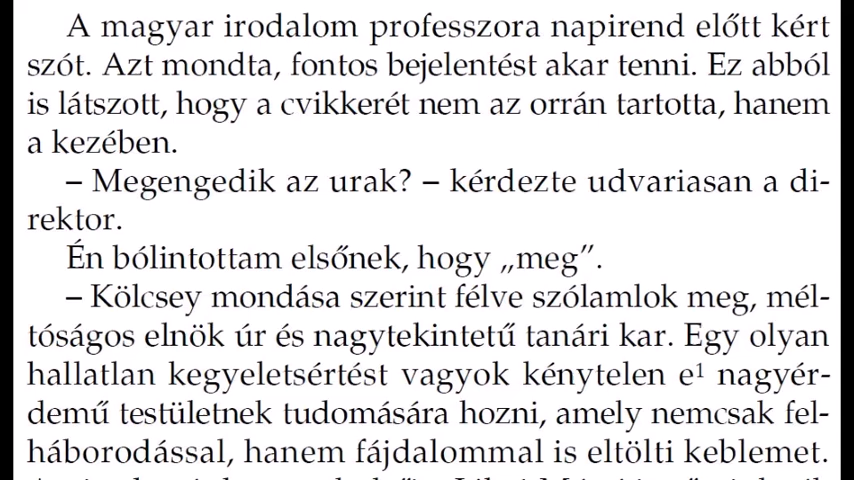 A magyar irodalom professzora napirend előtt kért
szót. Azt mondta, fontos bejelentést akar tenni. Ez abból
is látszott, hogy a cvikkerét nem az orrán tartotta, hanem
a kezében.
– Megengedik az urak? – kérdezte udvariasan a di-
rektor.
Én bólintottam elsőnek, hogy „meg”.
– Kölcsey mondása szerint félve szólamlok meg, mél-
tóságos elnök úr és nagytekintetű tanári kar. Egy olyan
hallatlan kegyeletsértést vagyok kénytelen e¹ nagyér-
demű testületnek tudomására hozni, amely nemcsak fel-
háborodással, hanem fájdalommal is eltölti keblemet.